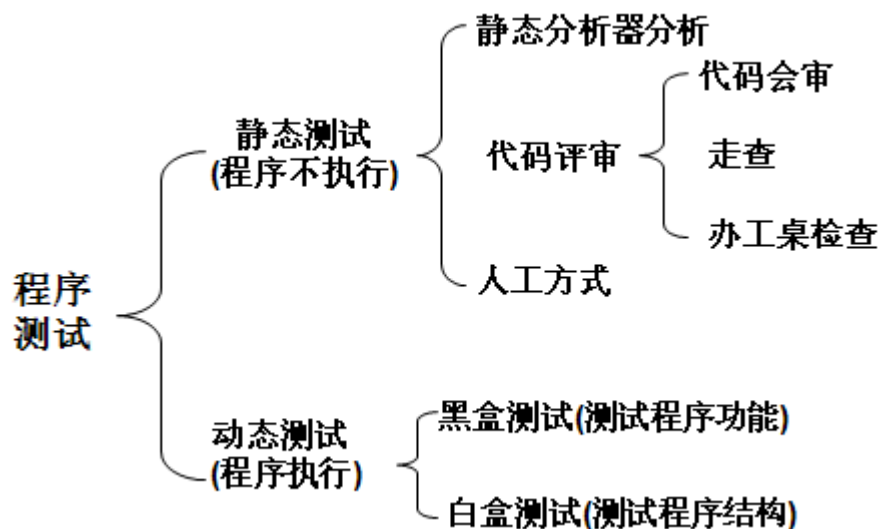 程序
测试
静态测试
(程序不执行)
静态分析器分析
代码评审
代码会审
走查
办工桌检查
人工方式
动态测试
(程序执行)
黑盒测试(测试程序功能)
白盒测试(测试程序结构)